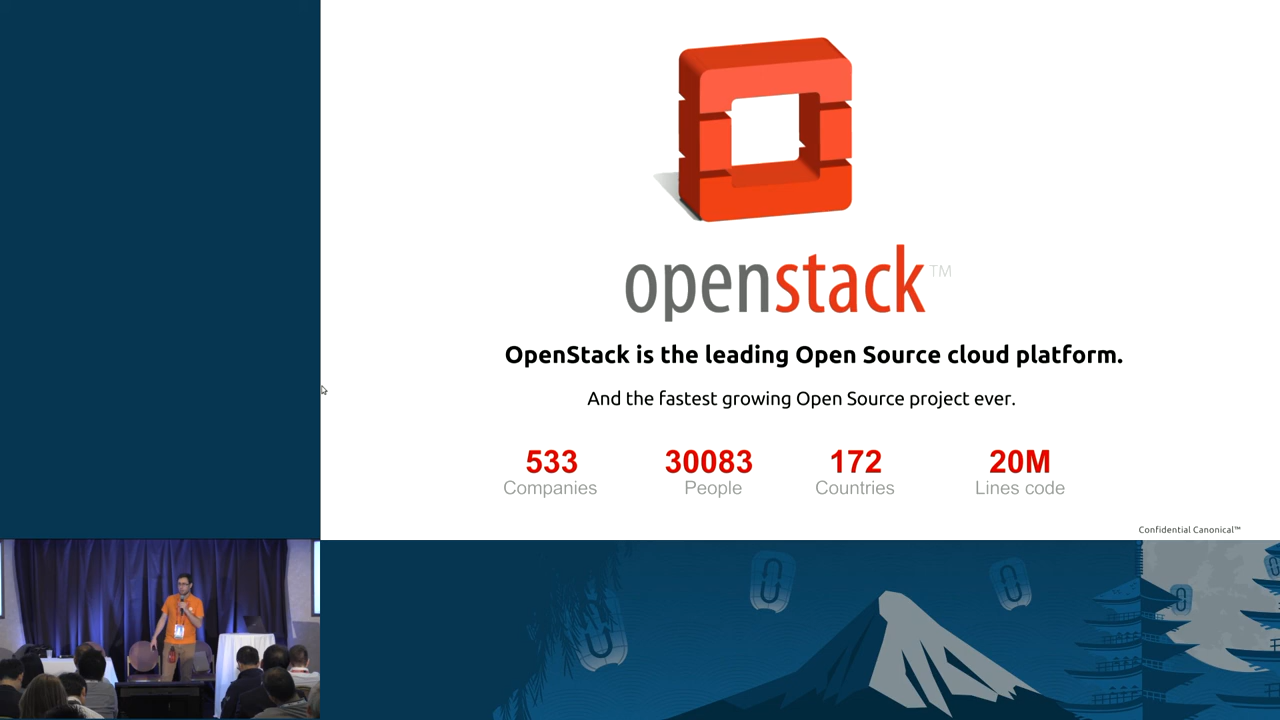 openstack™
OpenStack is the leading Open Source cloud platform.
And the fastest growing Open Source project ever.
533 30083 172 20M
Companies People Countries Lines code
Confidential Canonical™